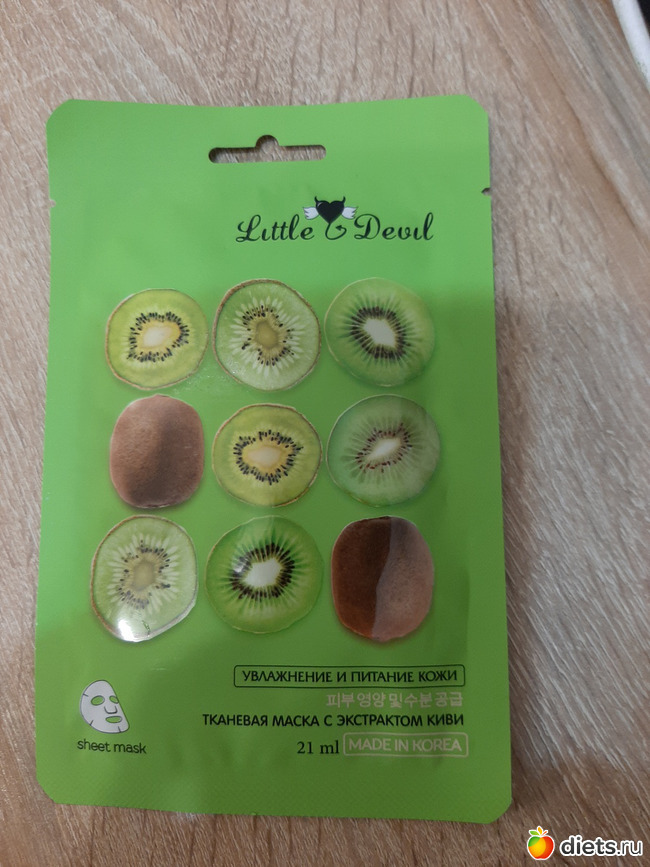 Little Devil
УВЛАЖНЕНИЕ И ПИТАНИЕ КОЖИ
피부 영양 및 수분 공급
ТКАНЕВАЯ МАСКА С ЭКСТРАКТОМ КИВИ
sheet mask
21 ml MADE IN KOREA
diets.ru